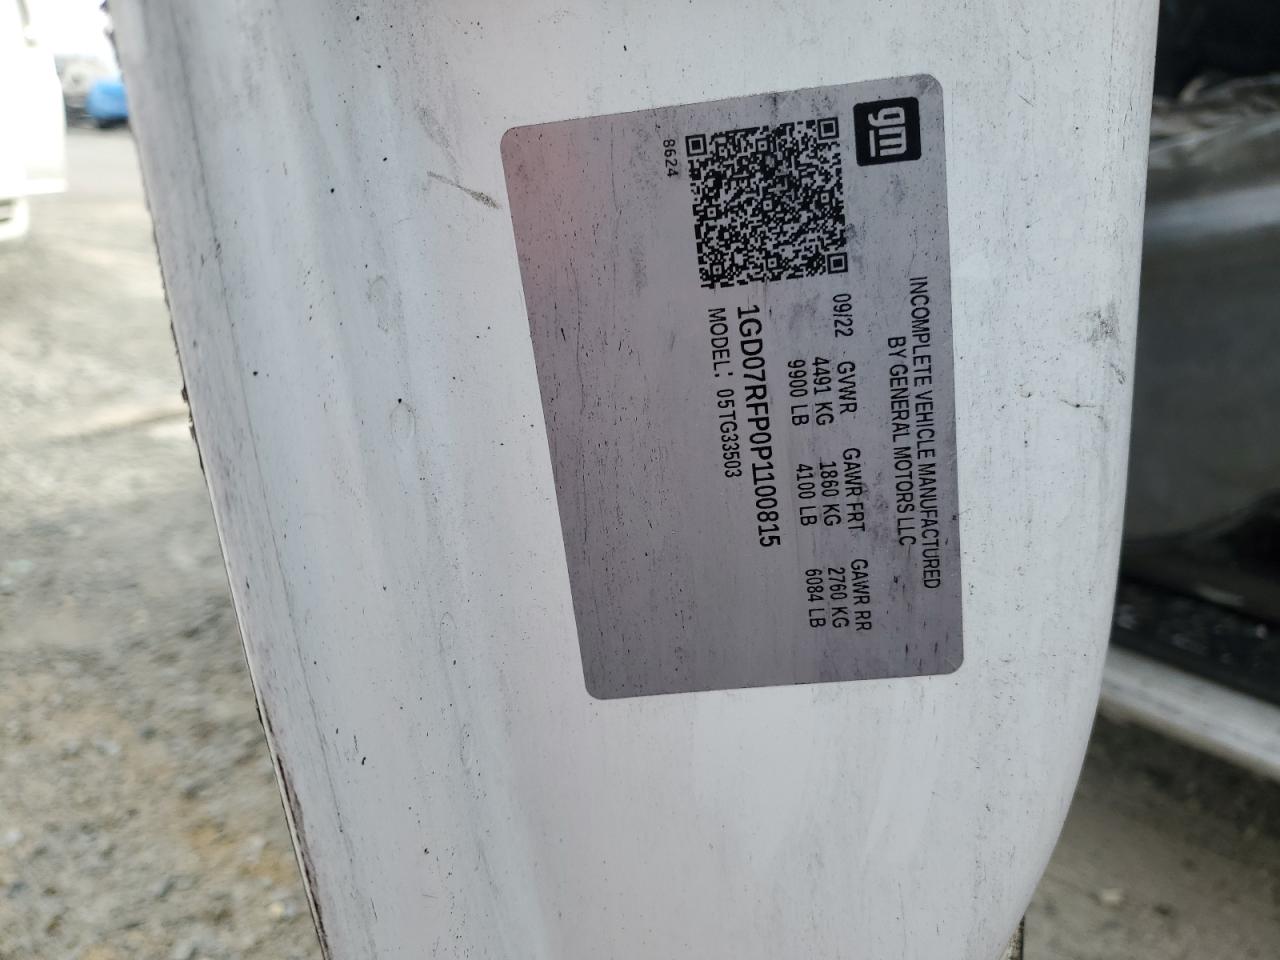 gm
INCOMPLETE VEHICLE MANUFACTURED
BY GENERAL MOTORS LLC
09/22 GVWR GAWR FRT GAWR RR
4491 KG 1860 KG 2760 KG
9900 LB 4100 LB 6084 LB
1GD07RFP0P1100815
MODEL: 05TG33503
8624